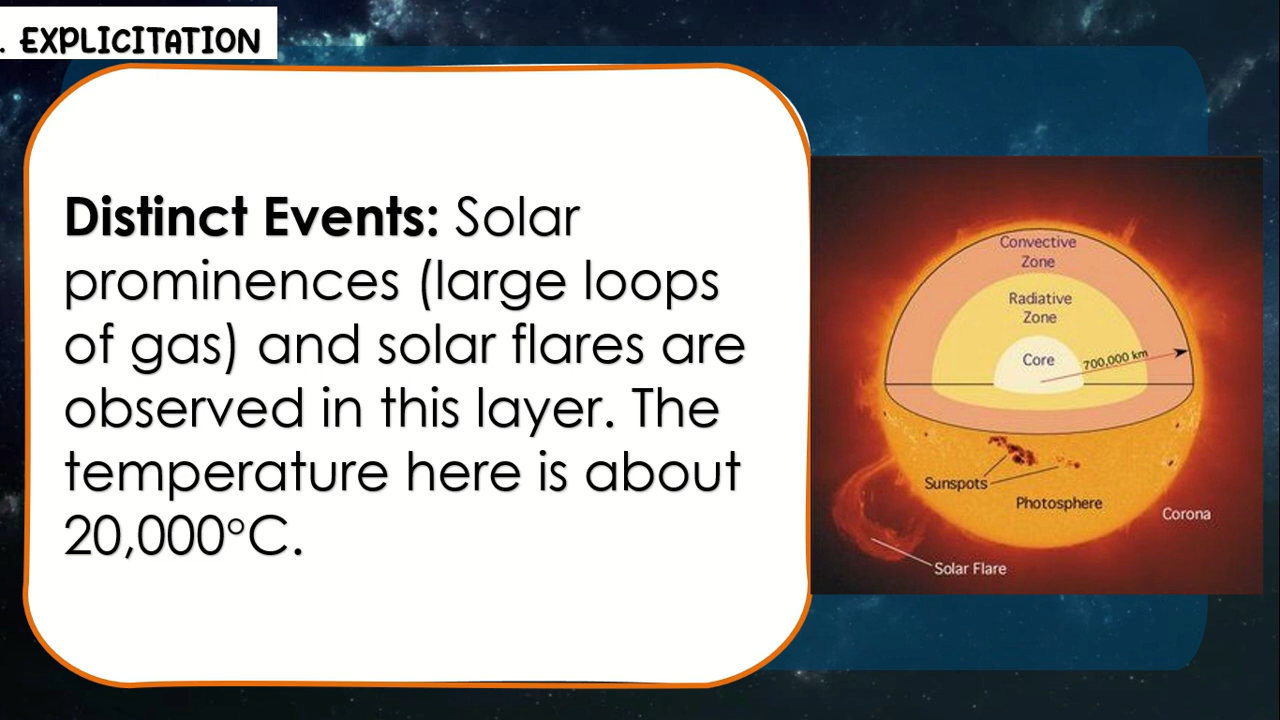 . EXPLICITATION
Distinct Events: Solar
prominences (large loops
of gas) and solar flares are
observed in this layer. The
temperature here is about
20,000°C.
Convective
Zone
Radiative
Zone
Core
700,000 km
Sunspots
Photosphere
Corona
Solar Flare